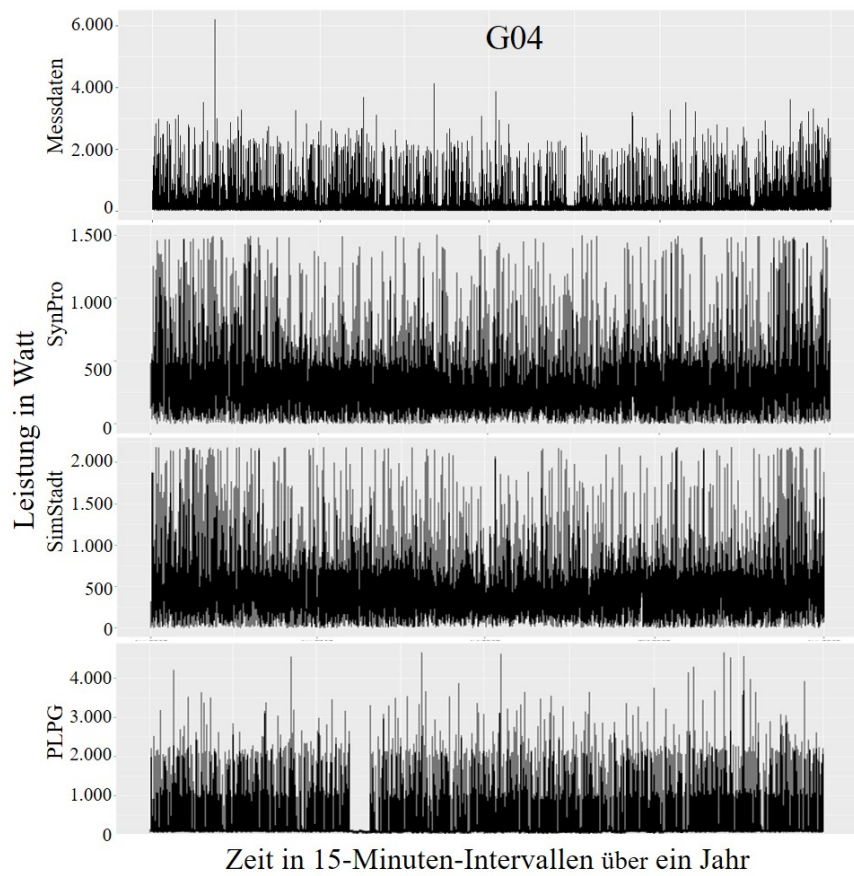 G04
Leistung in Watt
Messdaten
6.000
4.000
2.000
0
SynPro
1.500
1.000
500
0
SimStadt
2.000
1.500
1.000
500
0
PLPG
4.000
3.000
2.000
1.000
0
Zeit in 15-Minuten-Intervallen über ein Jahr